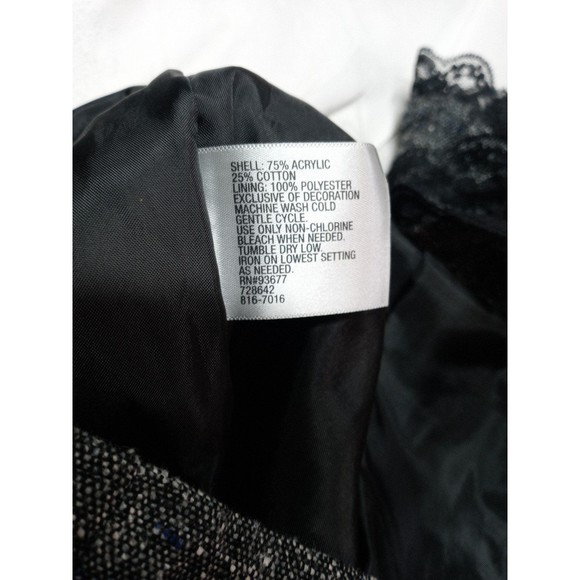 SHELL: 75% ACRYLIC
25% COTTON
LINING: 100% POLYESTER
EXCLUSIVE OF DECORATION
MACHINE WASH COLD
GENTLE CYCLE.
USE ONLY NON-CHLORINE
BLEACH WHEN NEEDED.
TUMBLE DRY LOW.
IRON ON LOWEST SETTING
AS NEEDED.
RN#93677
728642
816-7016